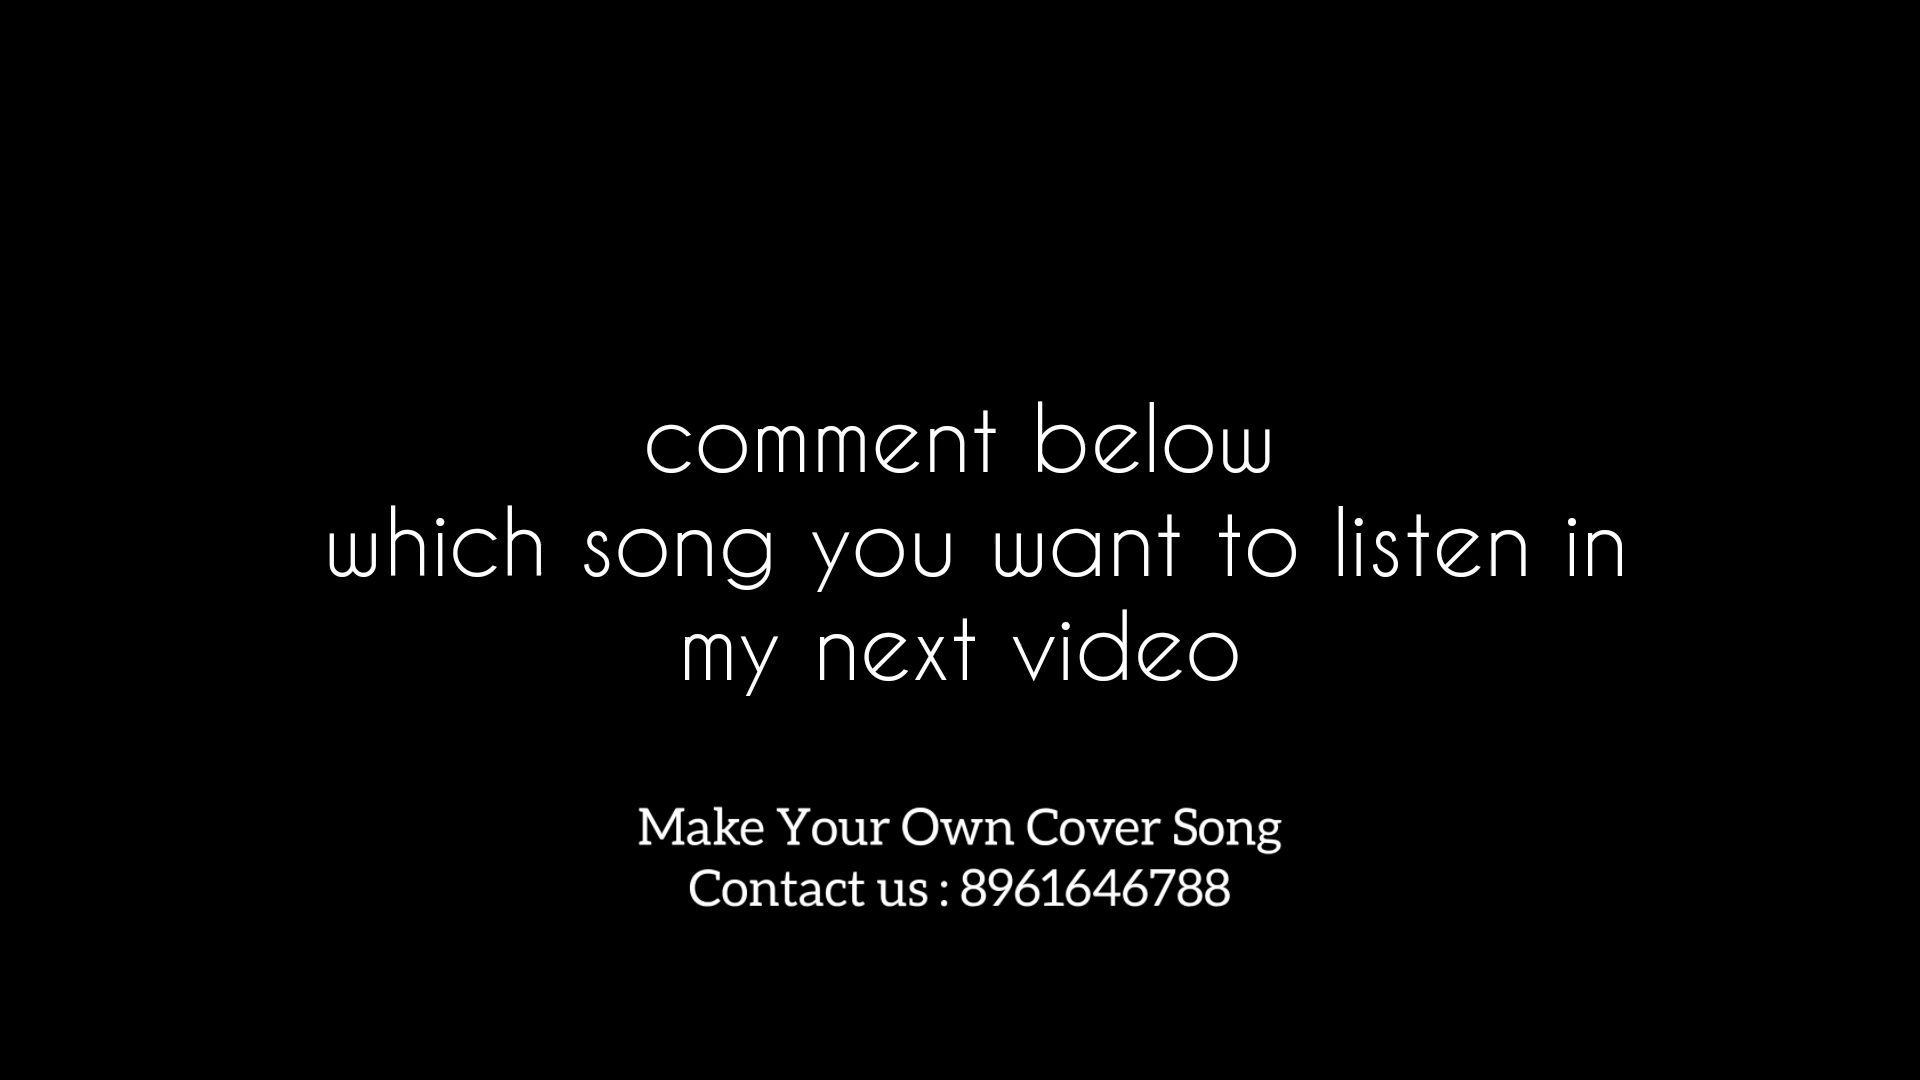 comment below
which song you want to listen in
my next video
Make Your Own Cover Song
Contact us : 8961646788